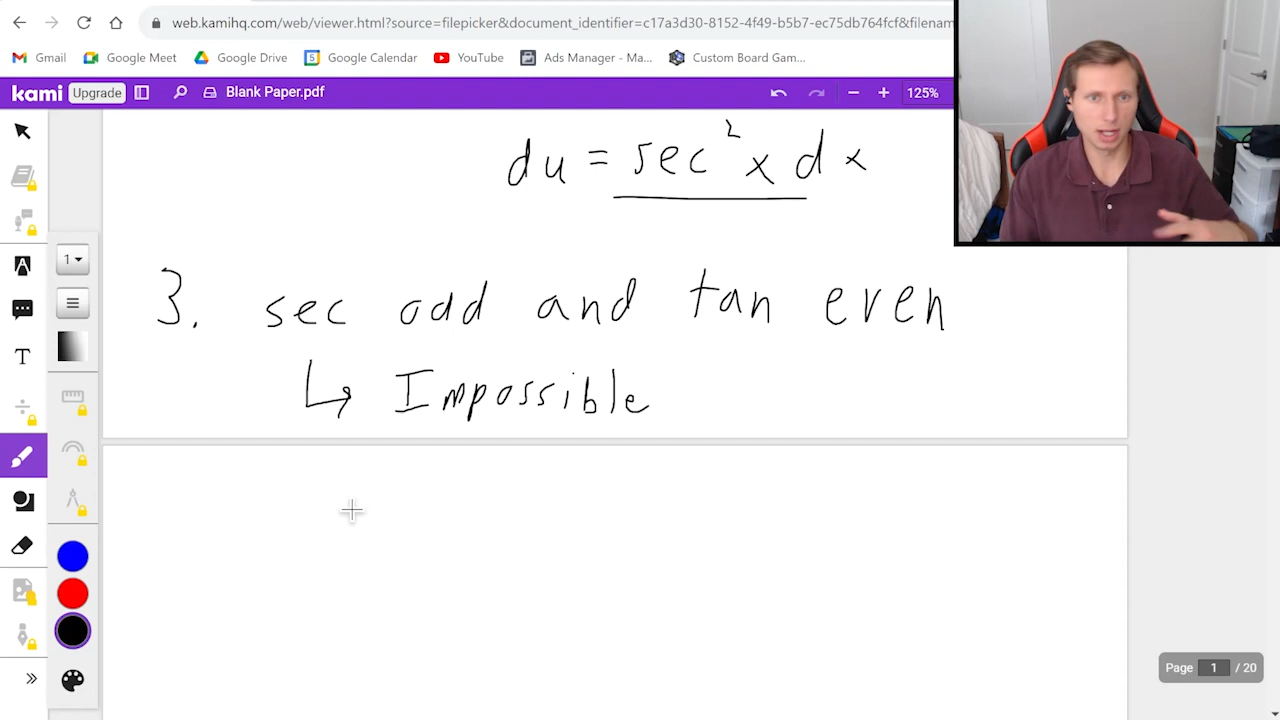 web.kamihq.com/web/viewer.html?source=filepicker&document_identifier=c17a3d30-8152-4f49-b5b7-ec75db764fcf&filenam
Gmail Google Meet Google Drive 5 Google Calendar YouTube Ads Manager - Ma... Custom Board Gam...
kami Upgrade Blank Paper.pdf 125%
du = sec² x dx
1
3. sec odd and tan even
T
↳ Impossible
Page 1 / 20